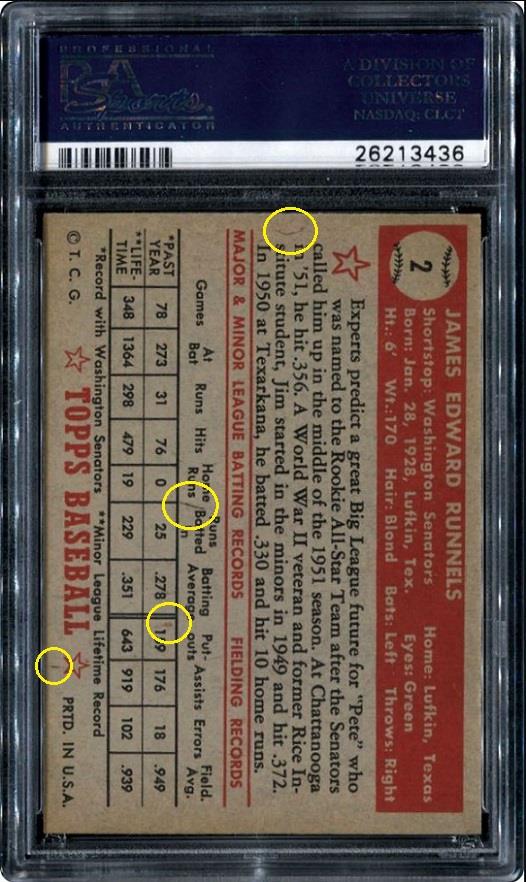 PROFESSIONAL
PSA
Sports
AUTHENTICATOR
A DIVISION OF
COLLECTORS
UNIVERSE
NASDAQ: CLCT
26213436
2
JAMES EDWARD RUNNELS
Shortstop: Washington Senators Home: Lufkin, Texas
Born: Jan. 28, 1928, Lufkin, Tex. Eyes: Green
Ht.: 6' Wt.: 170 Hair: Blond Bats: Left Throws: Right
Experts predict a great Big League future for "Pete" who
was named to the Rookie All-Star Team after the Senators
called him up in the middle of the 1951 season. At Chattanooga
in '51, he hit .356. A World War II veteran and former Rice In-
stitute student, Jim started in the minors in 1949 and hit .372.
In 1950 at Texarkana, he batted .330 and hit 10 home runs.
MAJOR & MINOR LEAGUE BATTING RECORDS FIELDING RECORDS
Games At Bat Runs Hits Home Runs Runs Batted In Batting Average Put-outs Assists Errors Field. Avg.
*PAST YEAR 78 273 31 76 0 25 .278 176 18 .949
**LIFE-TIME 348 1364 298 479 19 229 .351 643 919 102 .939
*Record with Washington Senators **Minor League Lifetime Record
© T. C. G. TOPPS BASEBALL PRTD. IN U.S.A.